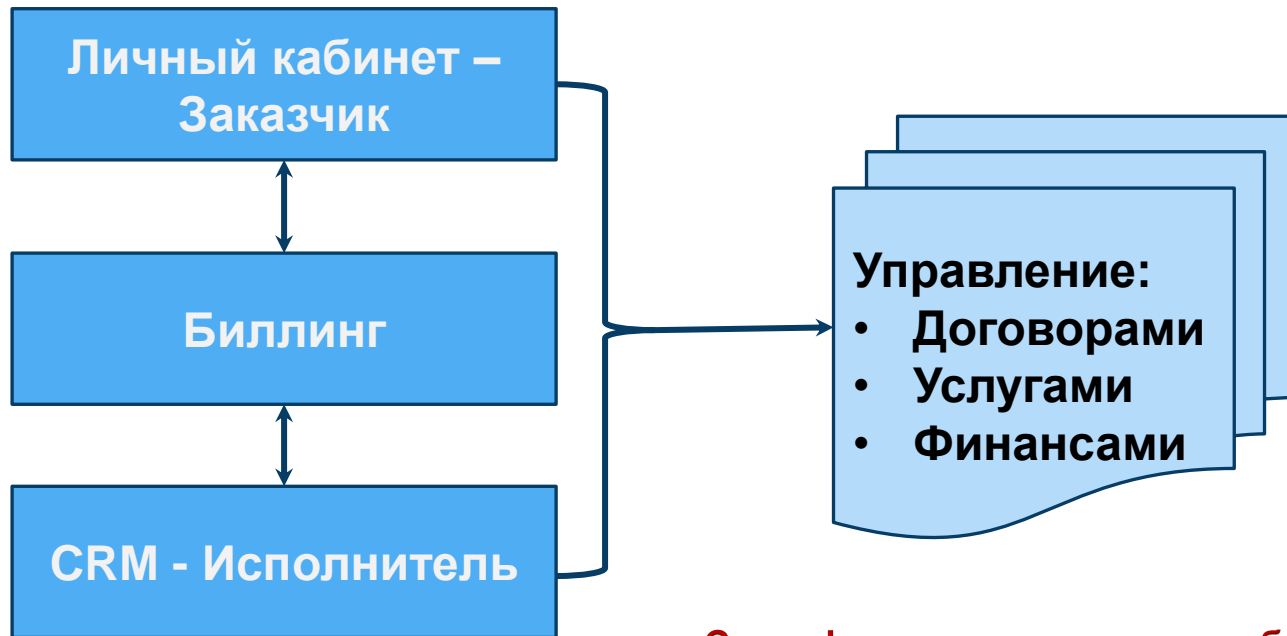 Личный кабинет –
Заказчик
Биллинг
CRM - Исполнитель
Управление:
• Договорами
• Услугами
• Финансами